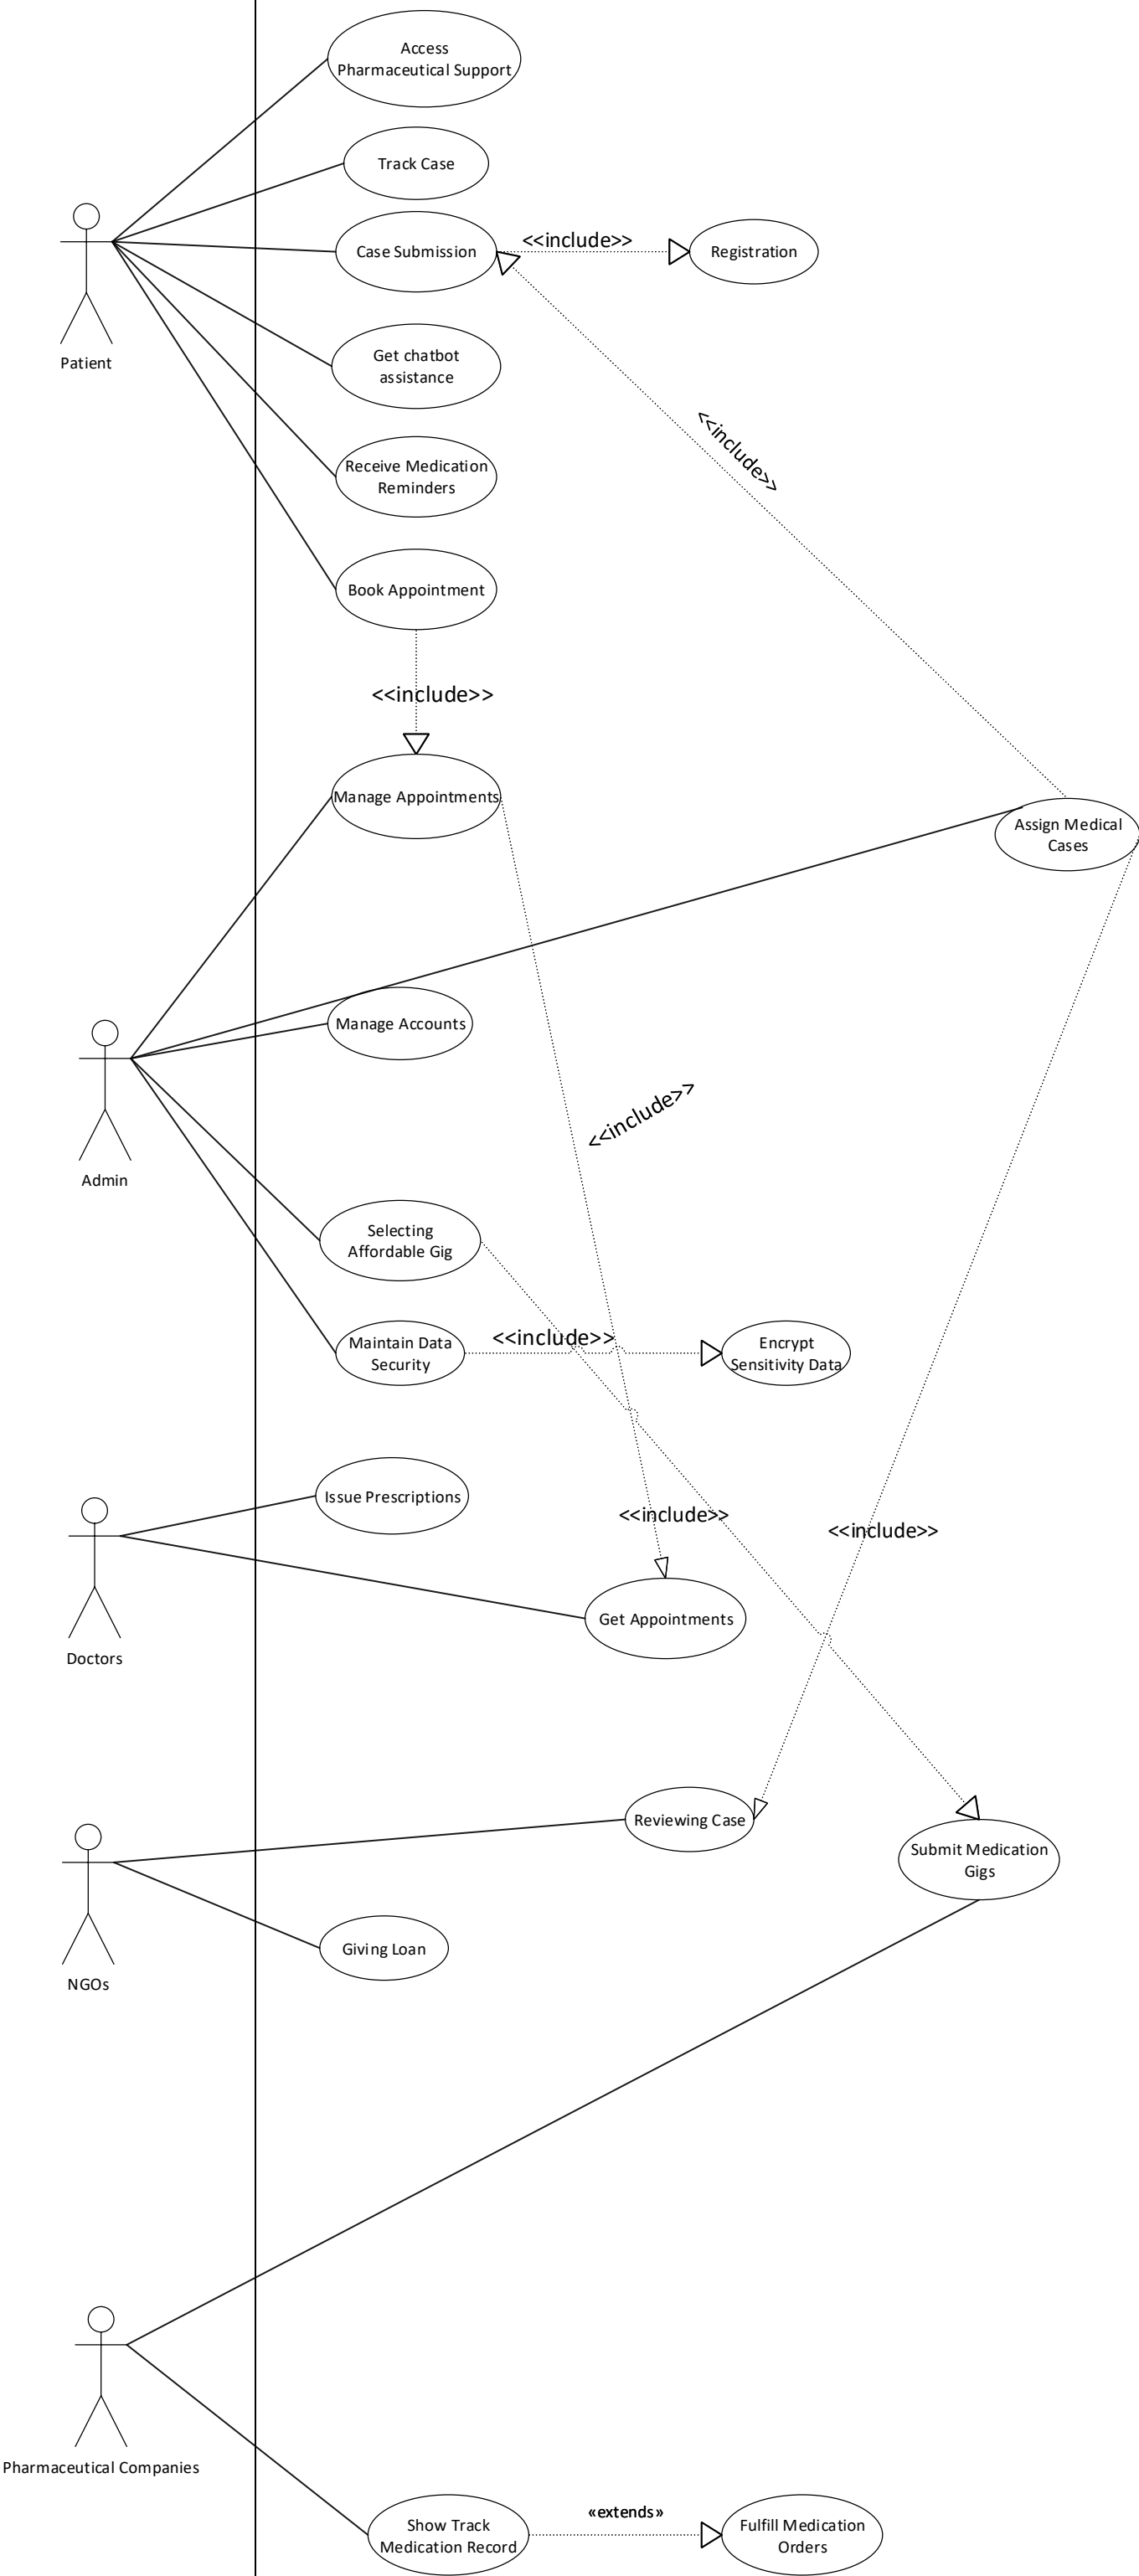 Access
Pharmaceutical Support
Track Case
<<include>>
Case Submission
Registration
Patient
Get chatbot
assistance
<<include>>
Receive Medication
Reminders
Book Appointment
<<include>>
Manage Appointments
Assign Medical
Cases
Manage Accounts
<<include>>
Admin
Selecting
Affordable Gig
Maintain Data
Security
<<include>>
Encrypt
Sensitivity Data
Issue Prescriptions
<<include>>
<<include>>
Get Appointments
Doctors
Reviewing Case
Submit Medication
Gigs
Giving Loan
NGOs
Pharmaceutical Companies
Show Track
Medication Record
«extends»
Fulfill Medication
Orders